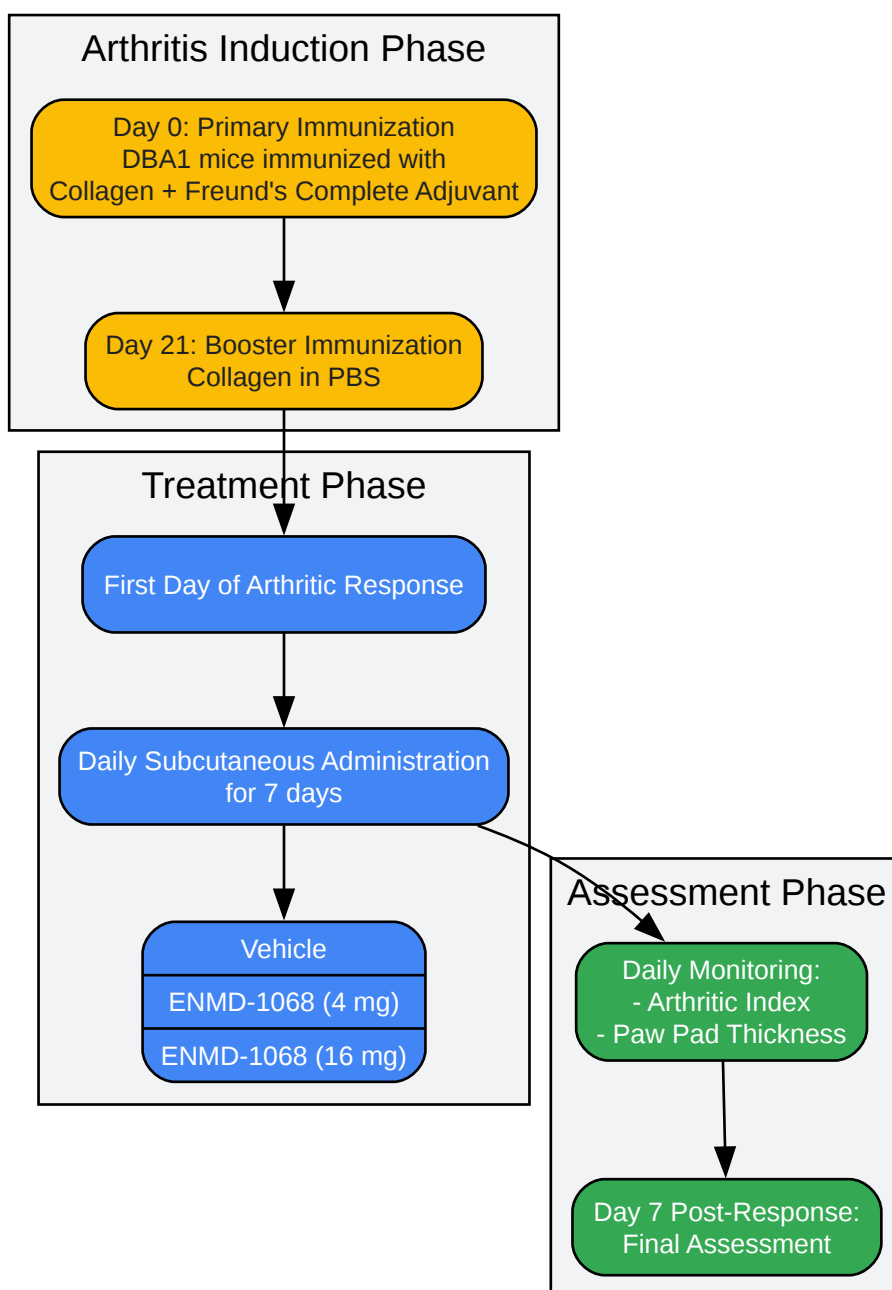 Arthritis Induction Phase
Day 0: Primary Immunization
DBA1 mice immunized with
Collagen + Freund's Complete Adjuvant
Day 21: Booster Immunization
Collagen in PBS
Treatment Phase
First Day of Arthritic Response
Daily Subcutaneous Administration
for 7 days
Vehicle
ENMD-1068 (4 mg)
ENMD-1068 (16 mg)
Assessment Phase
Daily Monitoring:
- Arthritic Index
- Paw Pad Thickness
Day 7 Post-Response:
Final Assessment